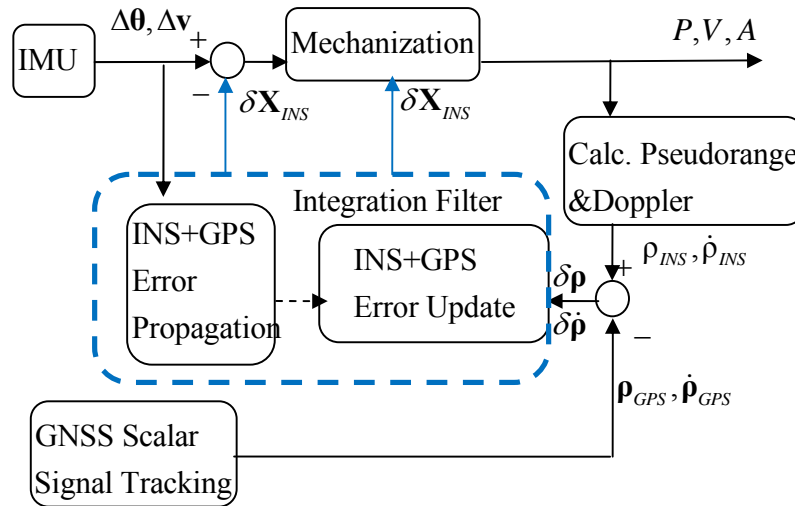 Δθ, Δv
IMU
+
−
Mechanization
P, V, A
δX_INS
δX_INS
Calc. Pseudorange
&Doppler
Integration Filter
INS+GPS
Error
Propagation
INS+GPS
Error Update
ρ_INS, ρ̇_INS
+
δρ
δρ̇
−
ρ_GPS, ρ̇_GPS
GNSS Scalar
Signal Tracking